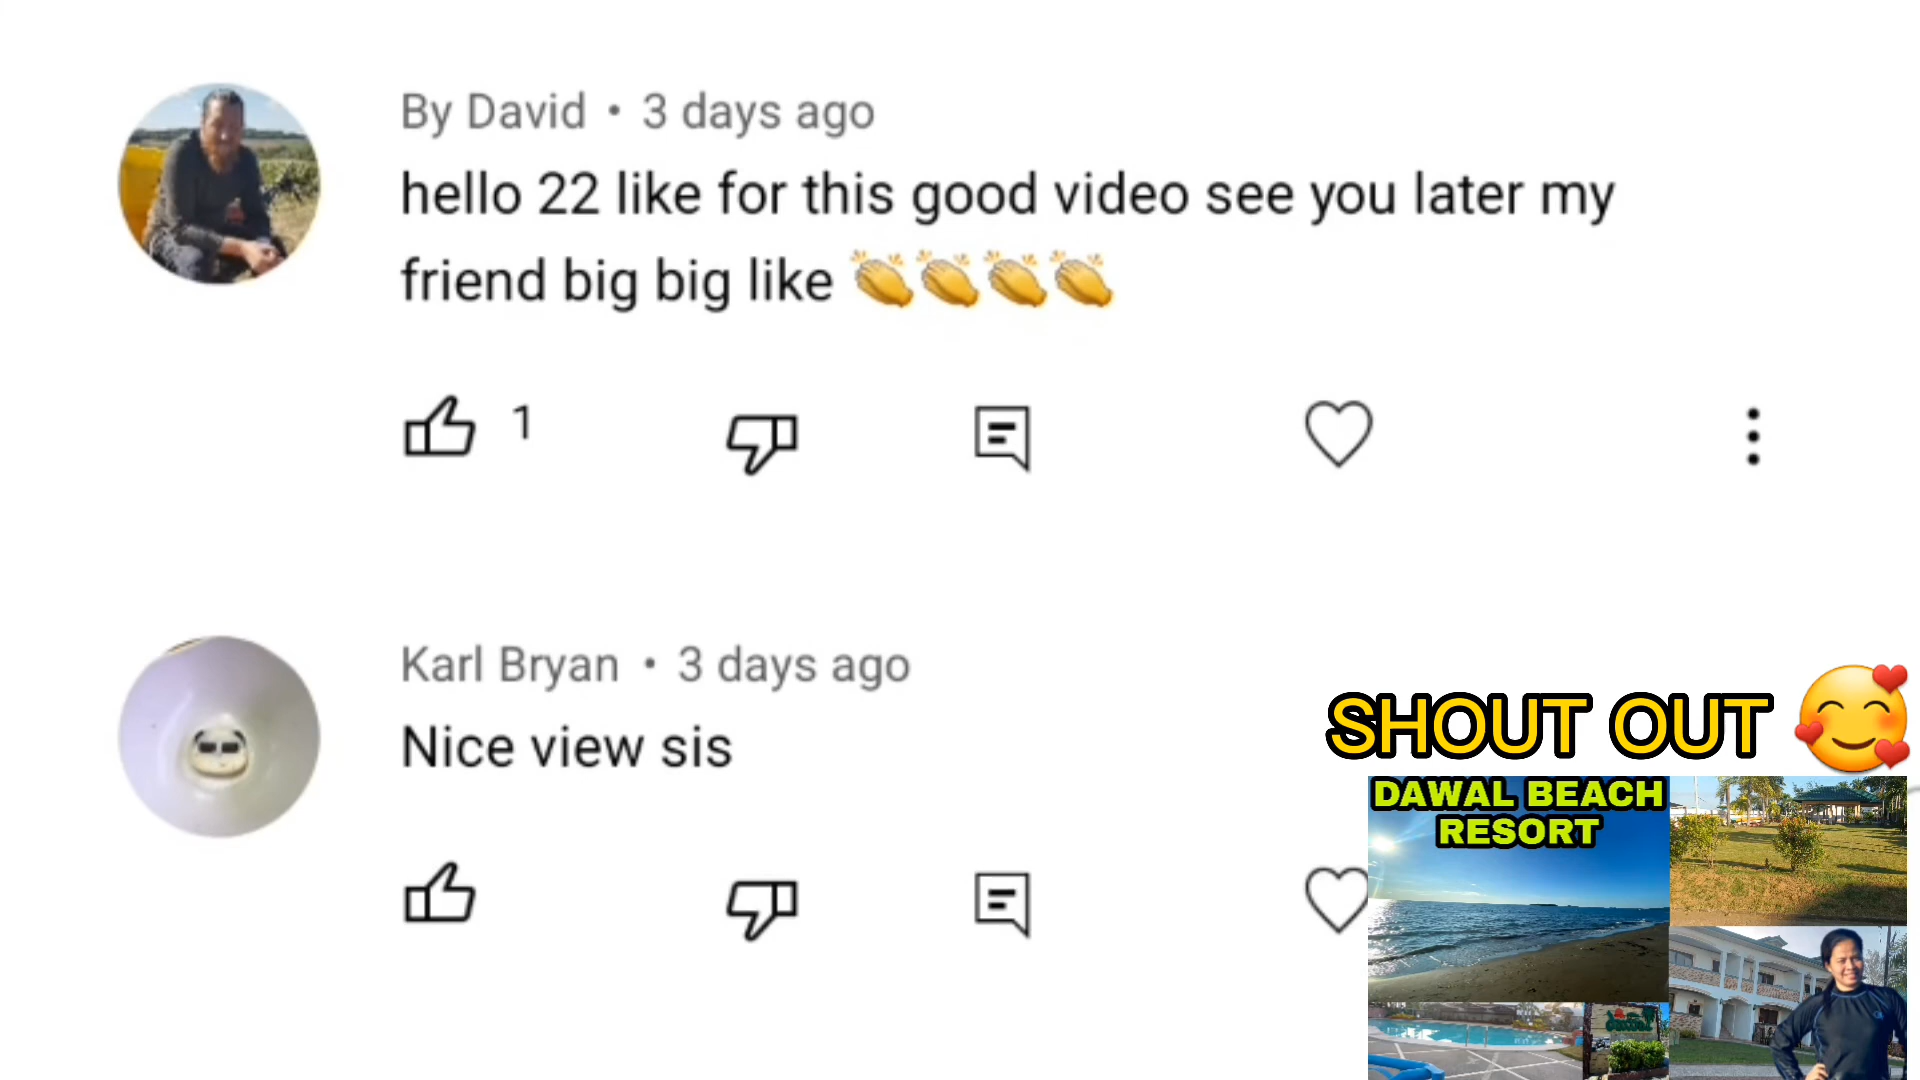 By David • 3 days ago
hello 22 like for this good video see you later my
friend big big like 👏👏👏👏
1
Karl Bryan • 3 days ago
Nice view sis
SHOUT OUT 🥰
DAWAL BEACH
RESORT